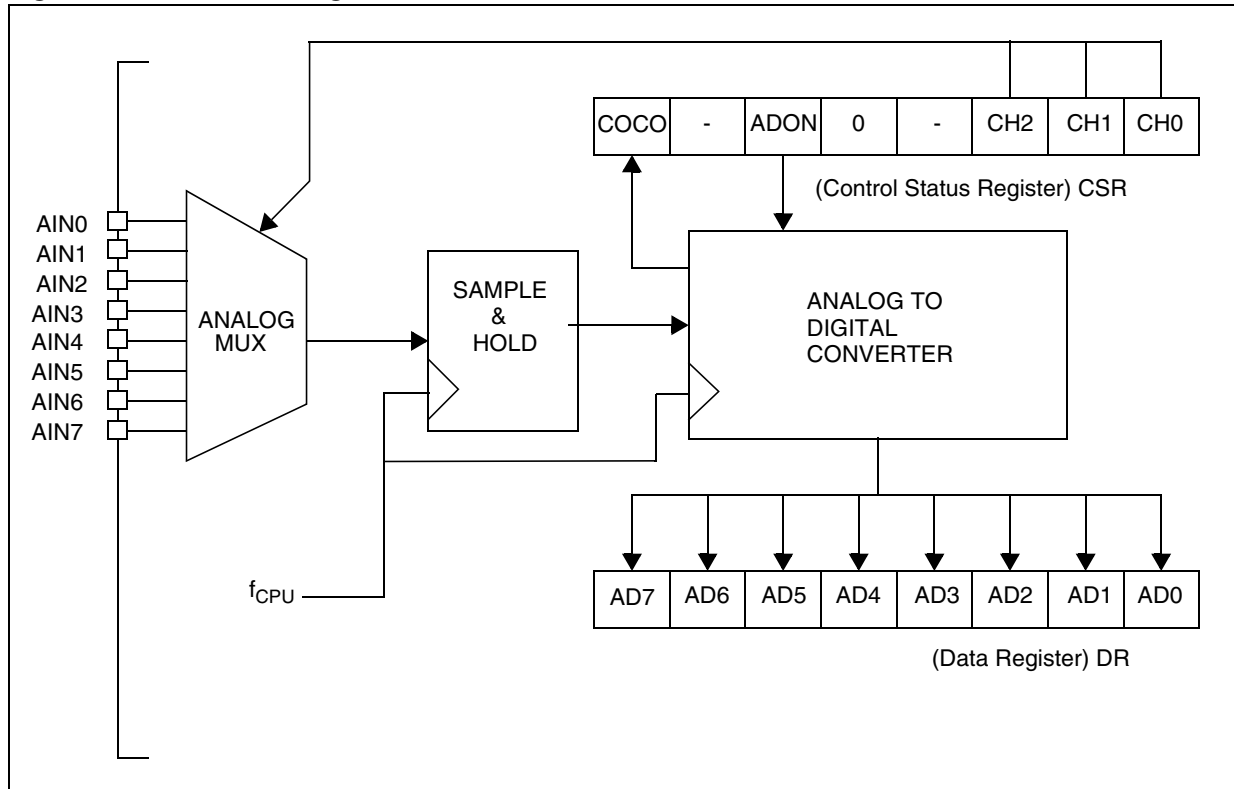 COCO - ADON 0 - CH2 CH1 CH0
(Control Status Register) CSR
AIN0
AIN1
AIN2
AIN3
AIN4
AIN5
AIN6
AIN7
ANALOG
MUX
SAMPLE
&
HOLD
ANALOG TO
DIGITAL
CONVERTER
fCPU
AD7 AD6 AD5 AD4 AD3 AD2 AD1 AD0
(Data Register) DR